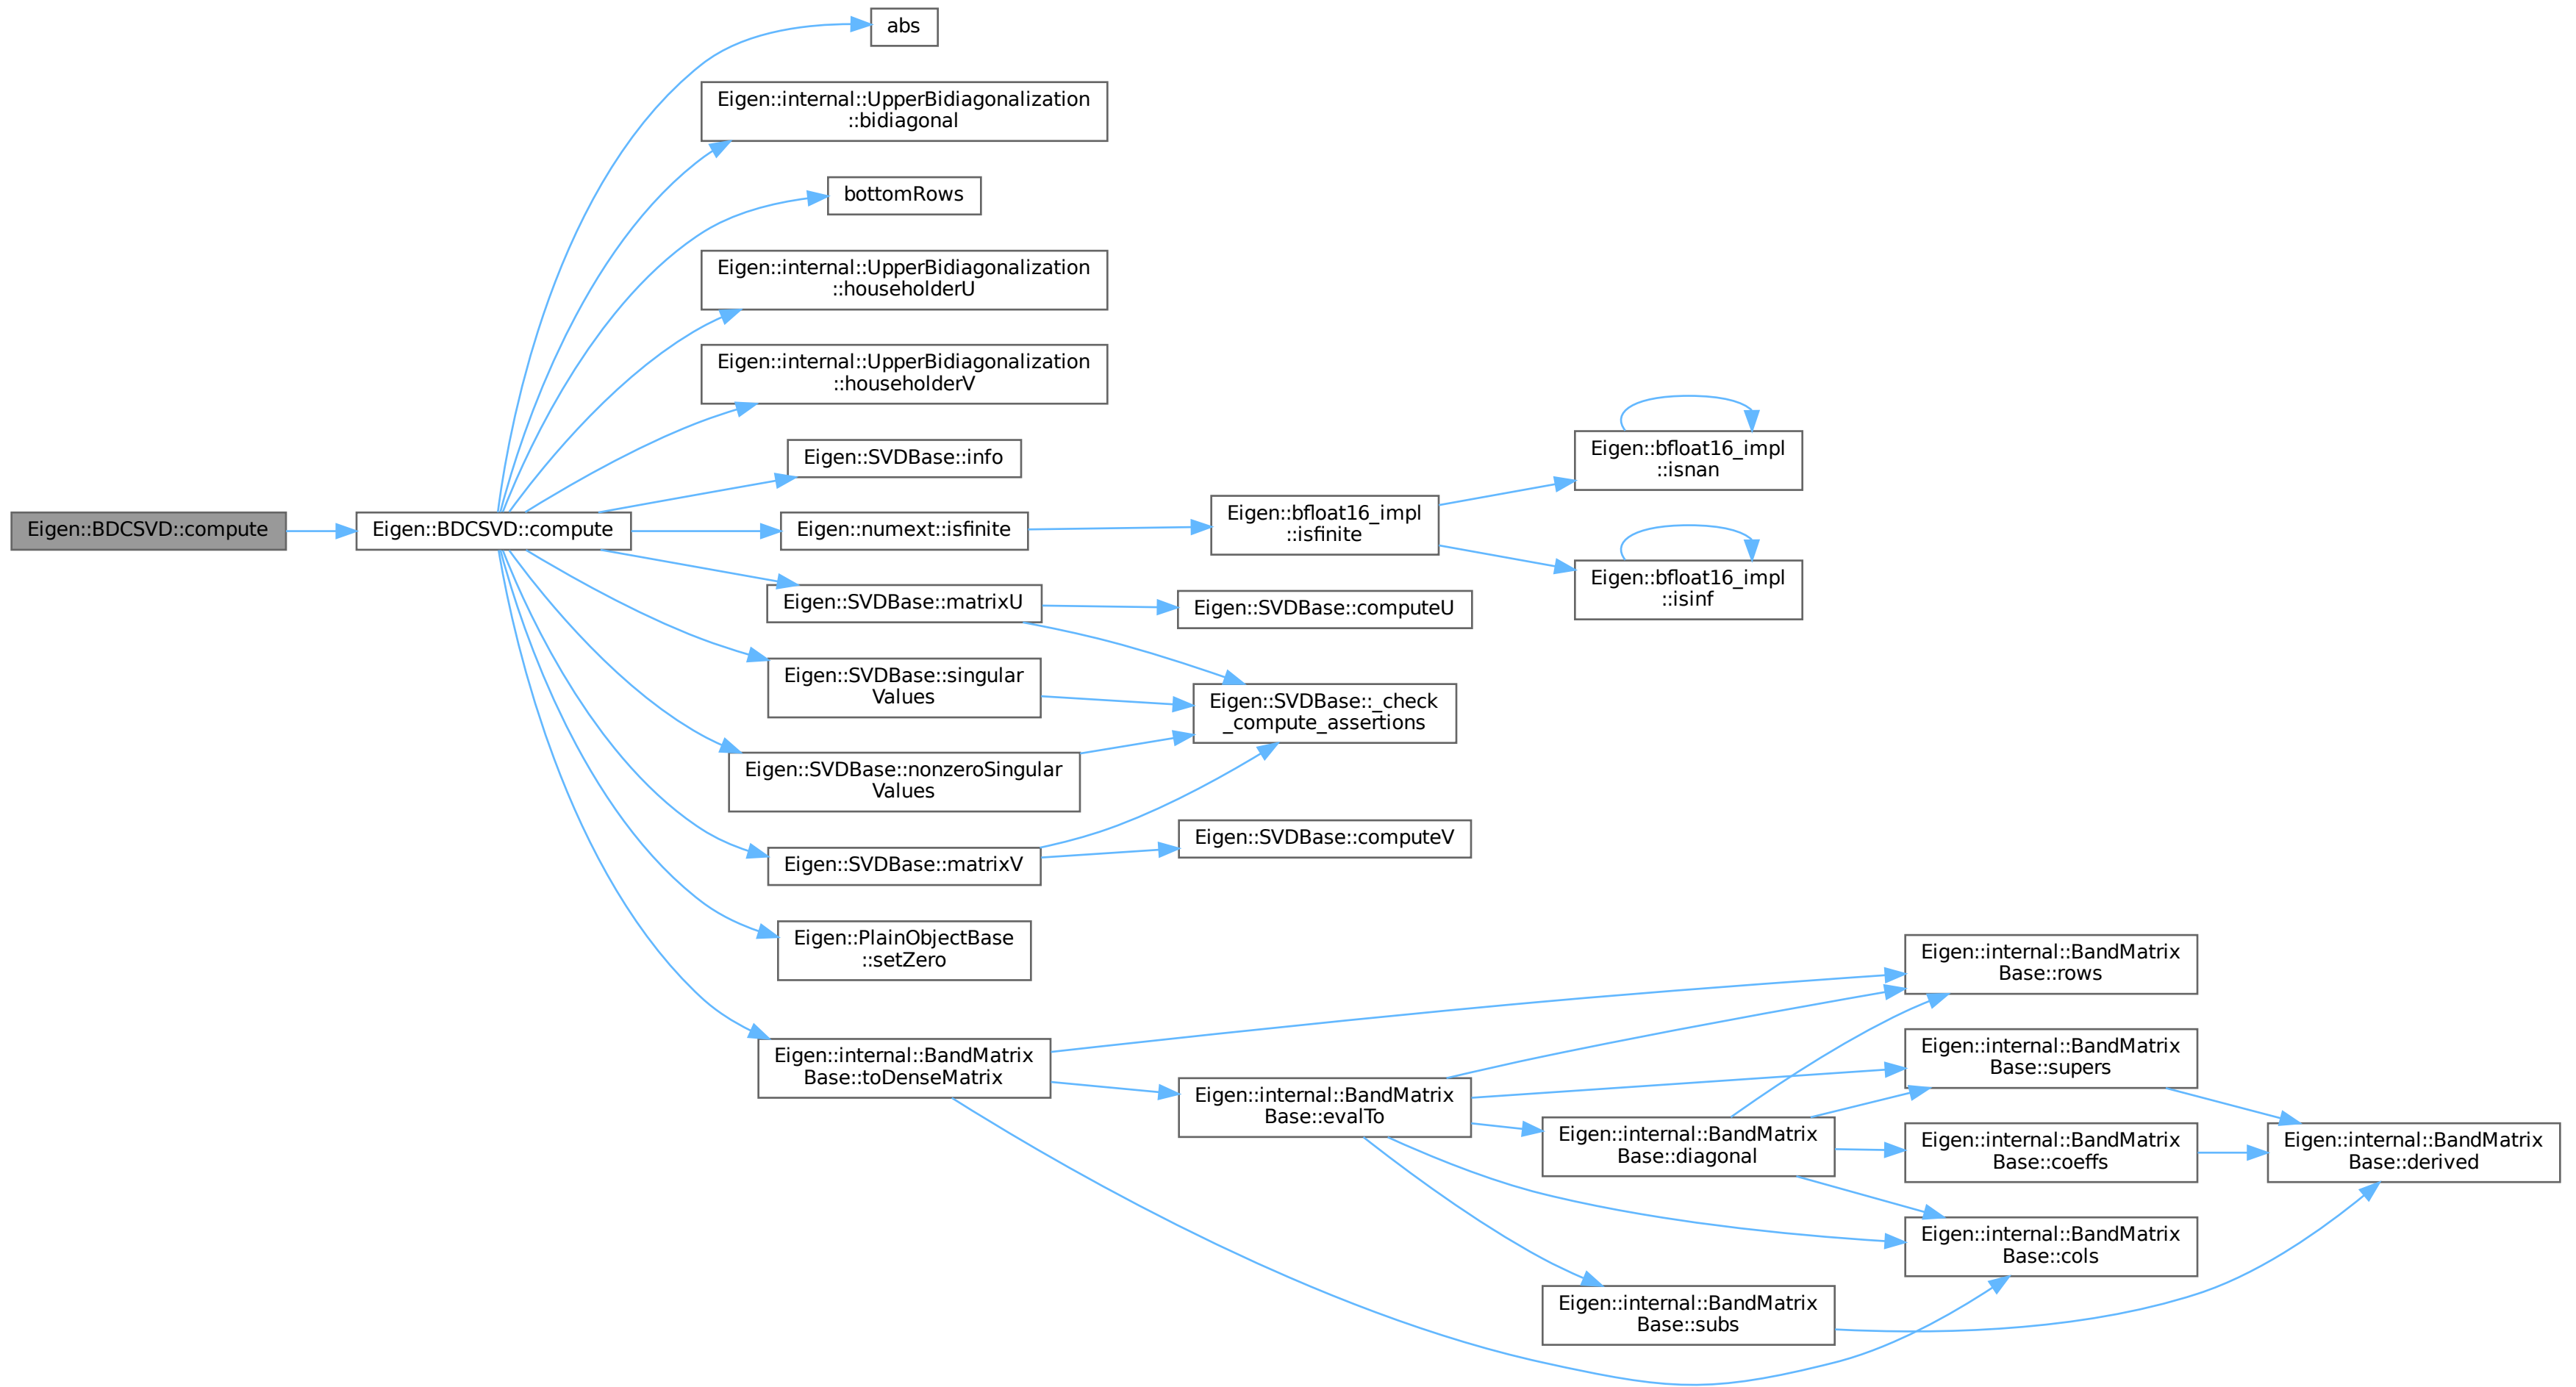 Eigen::BDCSVD::compute
Eigen::BDCSVD::compute
abs
Eigen::internal::UpperBidiagonalization
::bidiagonal
bottomRows
Eigen::internal::UpperBidiagonalization
::householderU
Eigen::internal::UpperBidiagonalization
::householderV
Eigen::SVDBase::info
Eigen::numext::isfinite
Eigen::bfloat16_impl
::isfinite
Eigen::bfloat16_impl
::isnan
Eigen::bfloat16_impl
::isinf
Eigen::SVDBase::matrixU
Eigen::SVDBase::computeU
Eigen::SVDBase::singular
Values
Eigen::SVDBase::_check
_compute_assertions
Eigen::SVDBase::nonzeroSingular
Values
Eigen::SVDBase::matrixV
Eigen::SVDBase::computeV
Eigen::PlainObjectBase
::setZero
Eigen::internal::BandMatrix
Base::toDenseMatrix
Eigen::internal::BandMatrix
Base::evalTo
Eigen::internal::BandMatrix
Base::diagonal
Eigen::internal::BandMatrix
Base::subs
Eigen::internal::BandMatrix
Base::rows
Eigen::internal::BandMatrix
Base::supers
Eigen::internal::BandMatrix
Base::coeffs
Eigen::internal::BandMatrix
Base::cols
Eigen::internal::BandMatrix
Base::derived